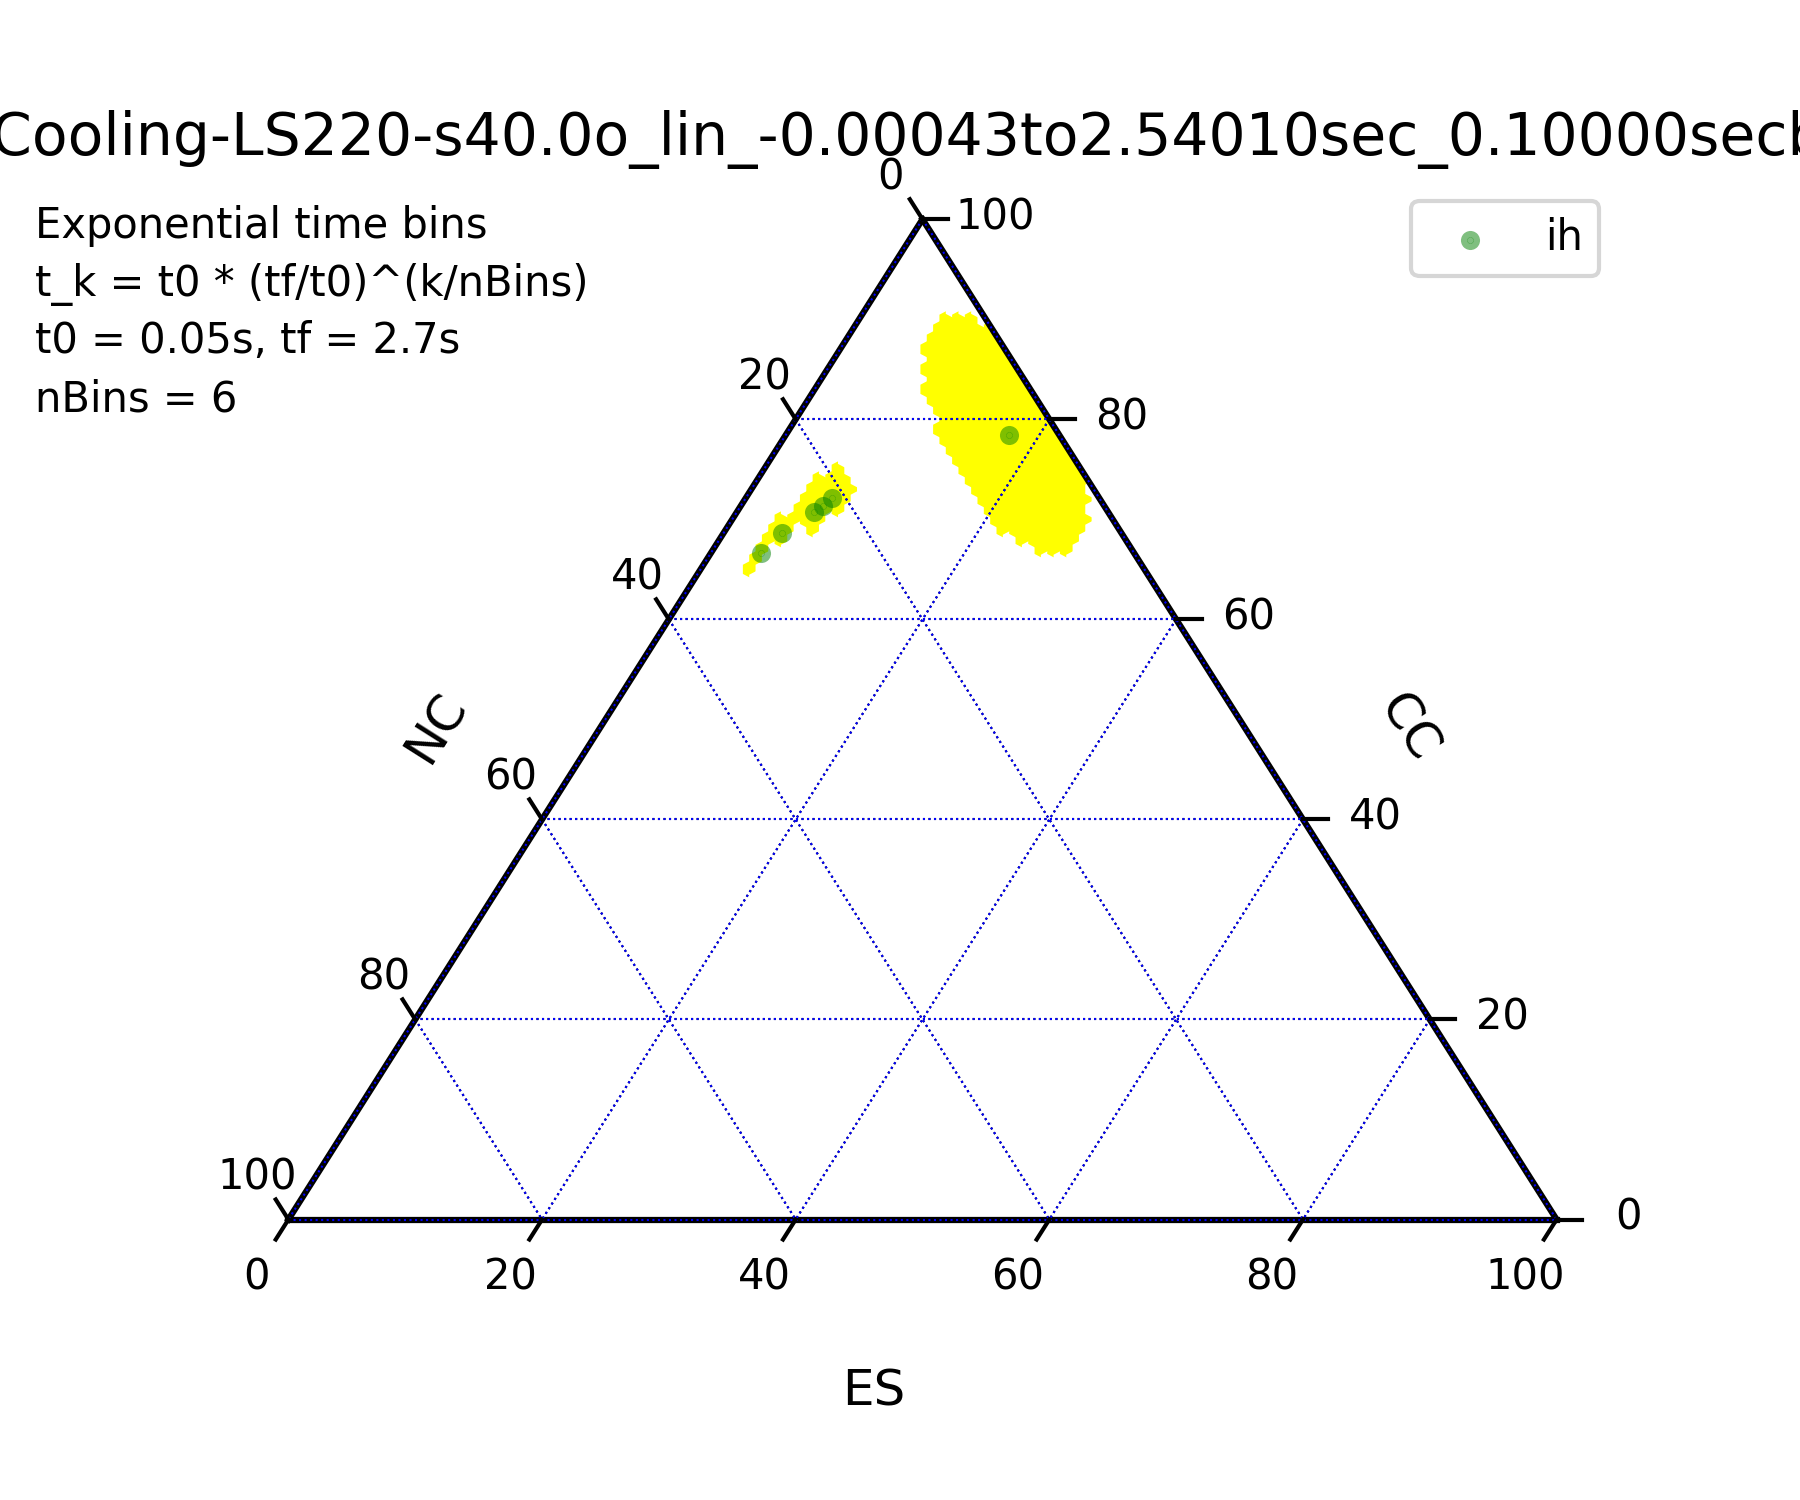 Cooling-LS220-s40.0o_lin_-0.00043to2.54010sec_0.10000sec
Exponential time bins
t_k = t0 * (tf/t0)^(k/nBins)
t0 = 0.05s, tf = 2.7s
nBins = 6
ih
0
100
20
80
40
60
NC
CC
60
40
80
20
100
0
0
20
40
60
80
100
ES